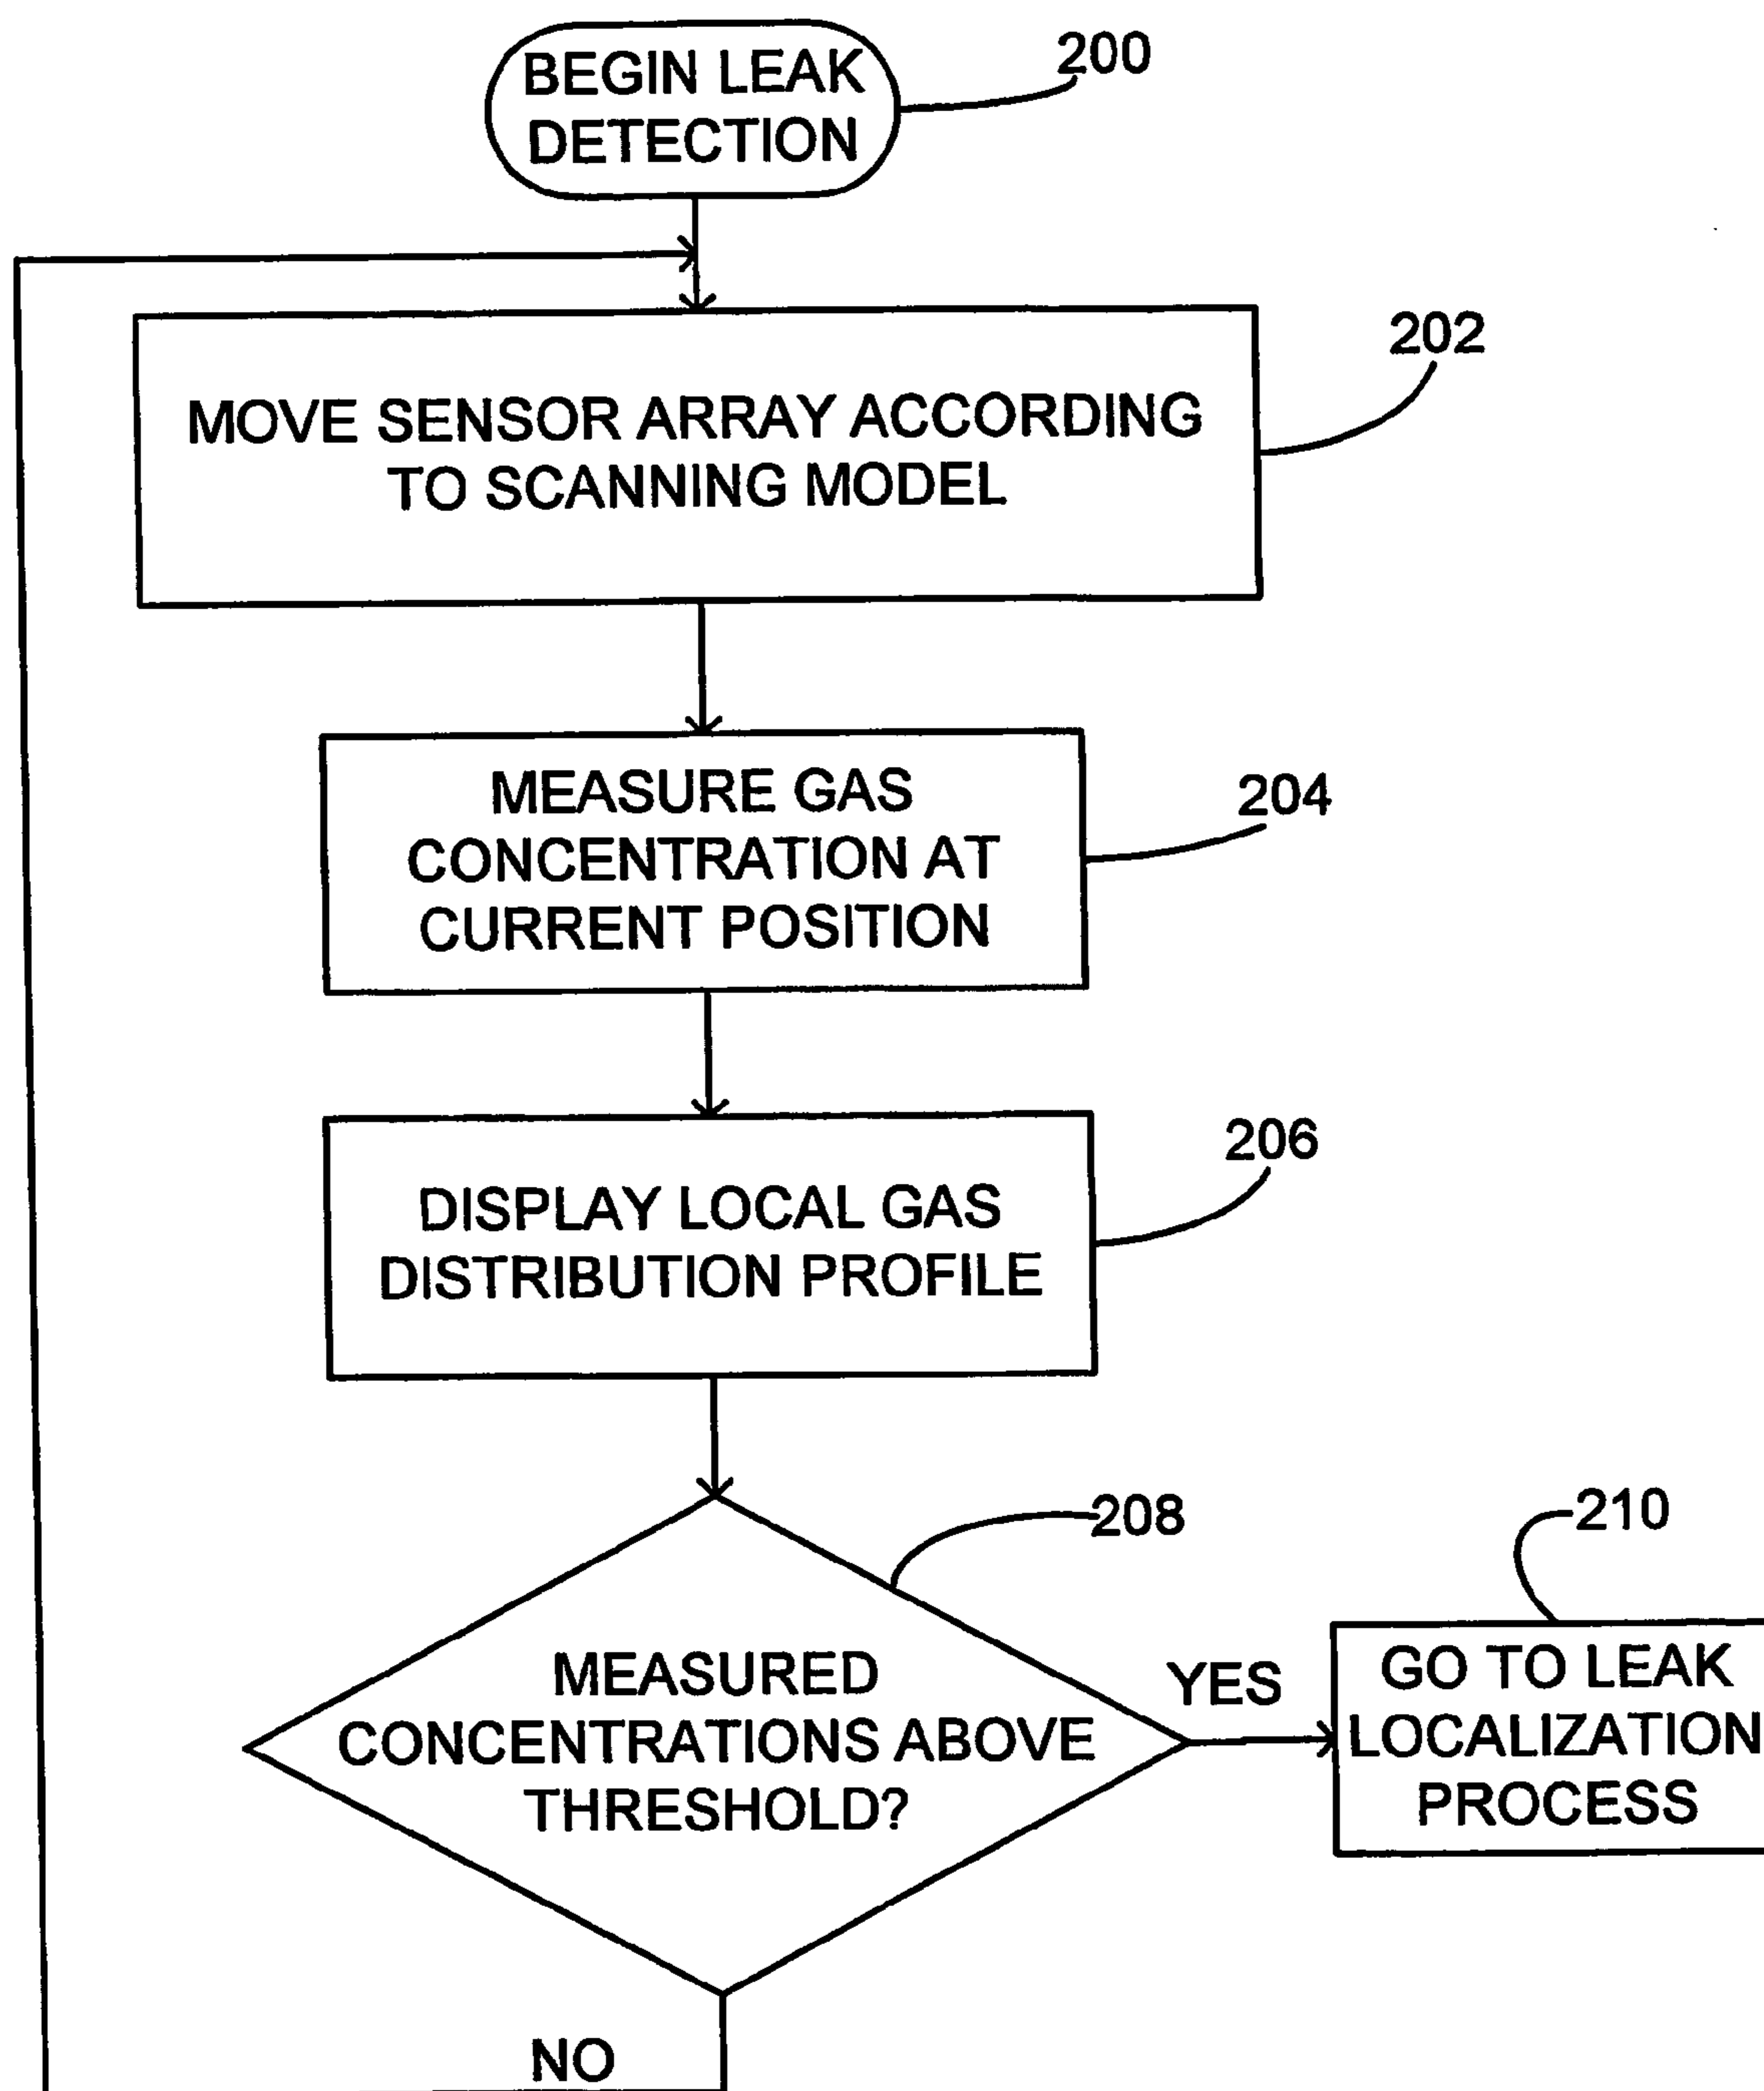 BEGIN LEAK
DETECTION
200
MOVE SENSOR ARRAY ACCORDING
TO SCANNING MODEL
202
MEASURE GAS
CONCENTRATION AT
CURRENT POSITION
204
DISPLAY LOCAL GAS
DISTRIBUTION PROFILE
206
MEASURED
CONCENTRATIONS ABOVE
THRESHOLD?
208
YES
GO TO LEAK
LOCALIZATION
PROCESS
210
NO